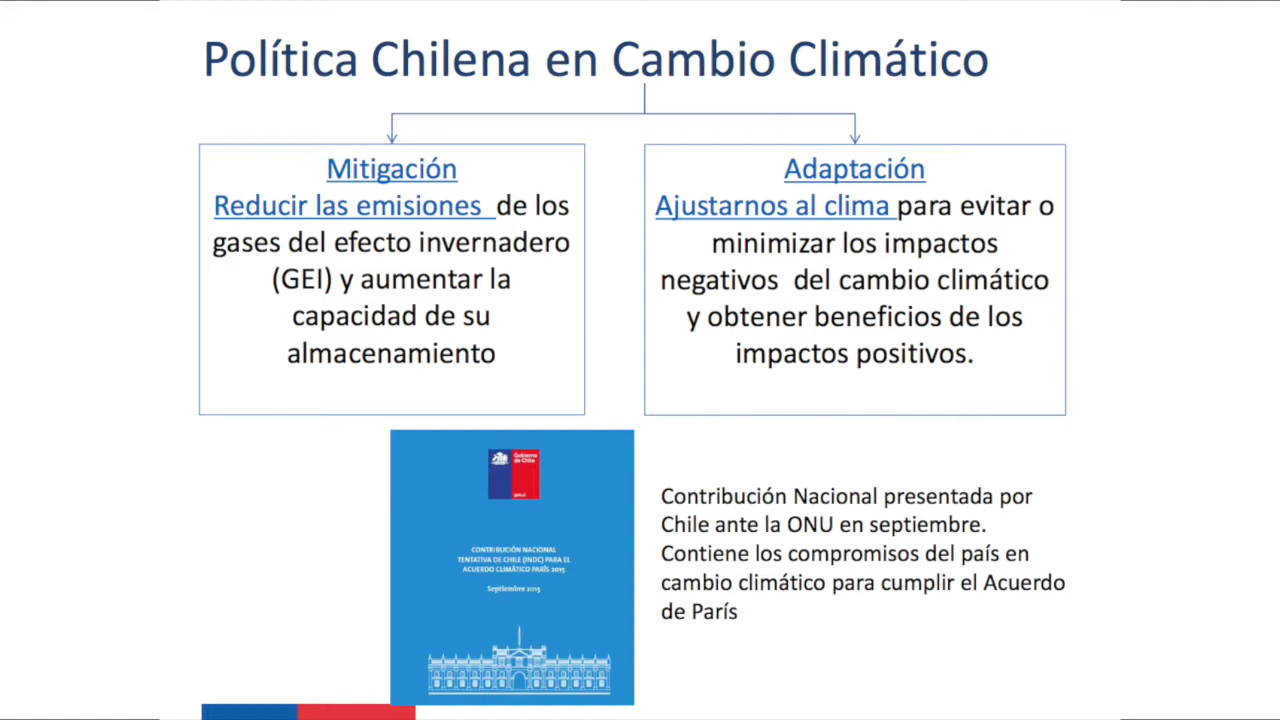 Política Chilena en Cambio Climático
Mitigación
Reducir las emisiones de los
gases del efecto invernadero
(GEI) y aumentar la
capacidad de su
almacenamiento
Adaptación
Ajustarnos al clima para evitar o
minimizar los impactos
negativos del cambio climático
y obtener beneficios de los
impactos positivos.
Gobierno
de Chile
gob.cl
CONTRIBUCIÓN NACIONAL
TENTATIVA DE CHILE (INDC) PARA EL
ACUERDO CLIMÁTICO PARÍS 2015
Septiembre 2015
Contribución Nacional presentada por
Chile ante la ONU en septiembre.
Contiene los compromisos del país en
cambio climático para cumplir el Acuerdo
de París